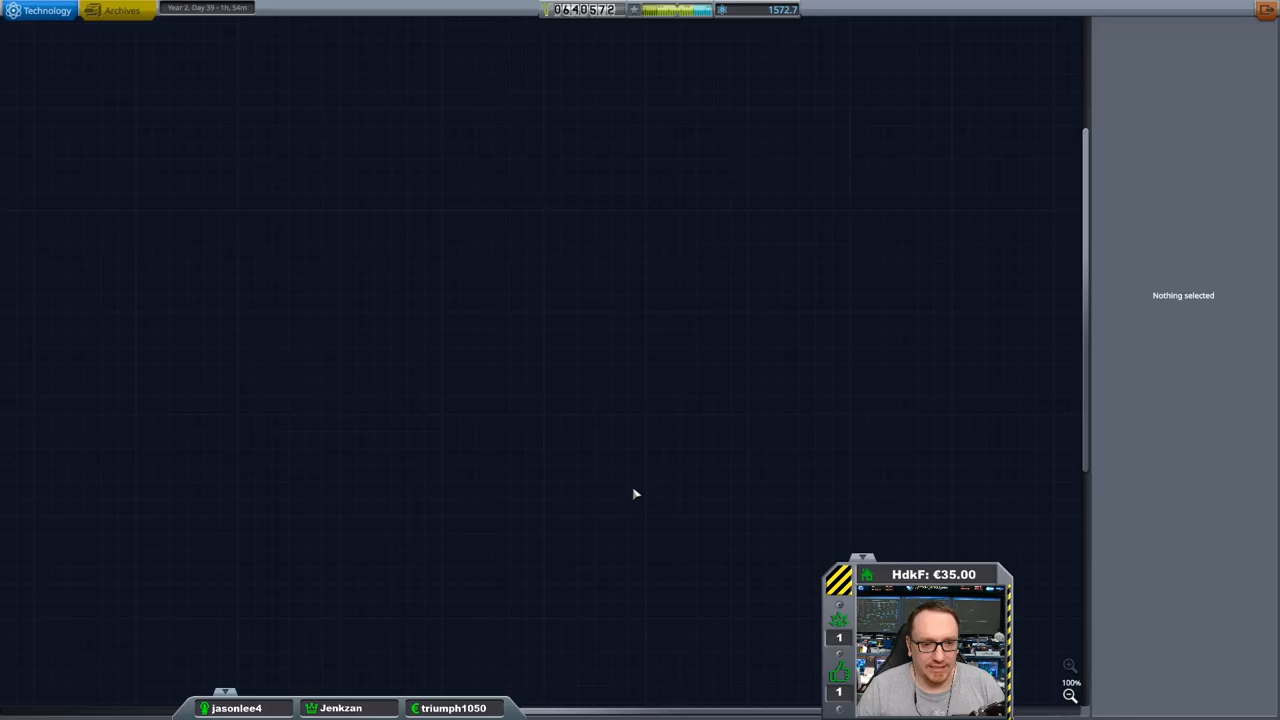 Technology
Archives
Year 2, Day 39 - 1h, 54m
0640572
1572.7
Nothing selected
HdkF: €35.00
1
1
100%
jasonlee4
Jenkzan
triumph1050